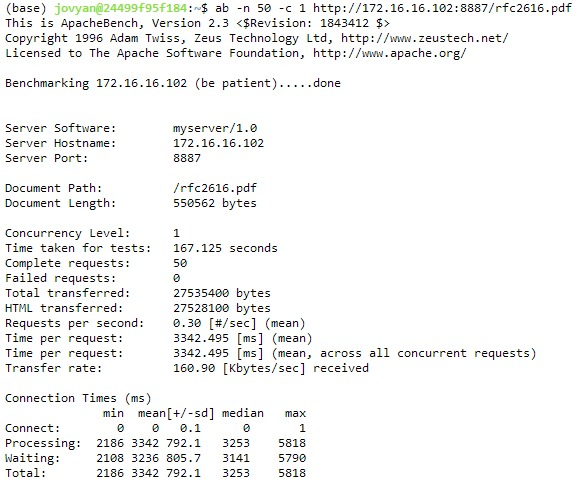 (base) jovyan@24499f95f184:~$ ab -n 50 -c 1 http://172.16.16.102:8887/rfc2616.pdf
This is ApacheBench, Version 2.3 <$Revision: 1843412 $>
Copyright 1996 Adam Twiss, Zeus Technology Ltd, http://www.zeustech.net/
Licensed to The Apache Software Foundation, http://www.apache.org/
Benchmarking 172.16.16.102 (be patient).....done
Server Software: myserver/1.0
Server Hostname: 172.16.16.102
Server Port: 8887
Document Path: /rfc2616.pdf
Document Length: 550562 bytes
Concurrency Level: 1
Time taken for tests: 167.125 seconds
Complete requests: 50
Failed requests: 0
Total transferred: 27535400 bytes
HTML transferred: 27528100 bytes
Requests per second: 0.30 [#/sec] (mean)
Time per request: 3342.495 [ms] (mean)
Time per request: 3342.495 [ms] (mean, across all concurrent requests)
Transfer rate: 160.90 [Kbytes/sec] received
Connection Times (ms)
min mean[+/-sd] median max
Connect: 0 0 0.1 0 1
Processing: 2186 3342 792.1 3253 5818
Waiting: 2108 3236 805.7 3141 5790
Total: 2186 3342 792.1 3253 5818